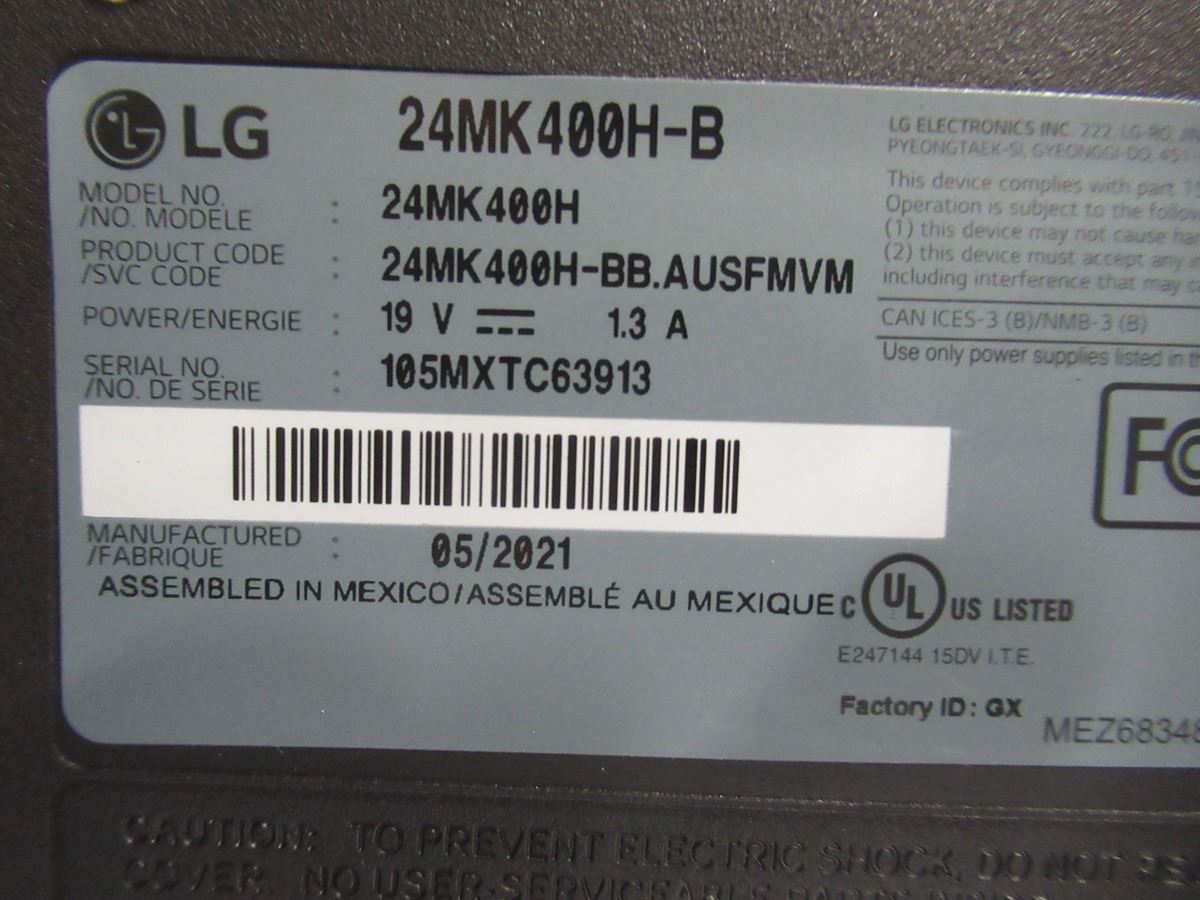 LG
24MK400H-B
MODEL NO.
/NO. MODÈLE : 24MK400H
PRODUCT CODE
/SVC CODE : 24MK400H-BB.AUSFMVM
POWER/ENERGIE : 19 V 1.3 A
SERIAL NO.
/NO. DE SÉRIE : 105MXTC63913
MANUFACTURED
/FABRIQUE : 05/2021
ASSEMBLED IN MEXICO/ASSEMBLÉ AU MEXIQUE
LG ELECTRONICS INC. 222, LG-RO,
PYEONGTAEK-SI, GYEONGGI-DO,
This device complies with part
Operation is subject to the
(1) this device may not cause
(2) this device must accept any
including interference that may
CAN ICES-3 (B)/NMB-3 (B)
Use only power supplies listed in
FC
C UL US LISTED
E247144 15DV I.T.E.
Factory ID: GX
MEZ68348
CAUTION: TO PREVENT ELECTRIC SHOCK, DO NOT
COVER. NO USER-SERVICEABLE PARTS